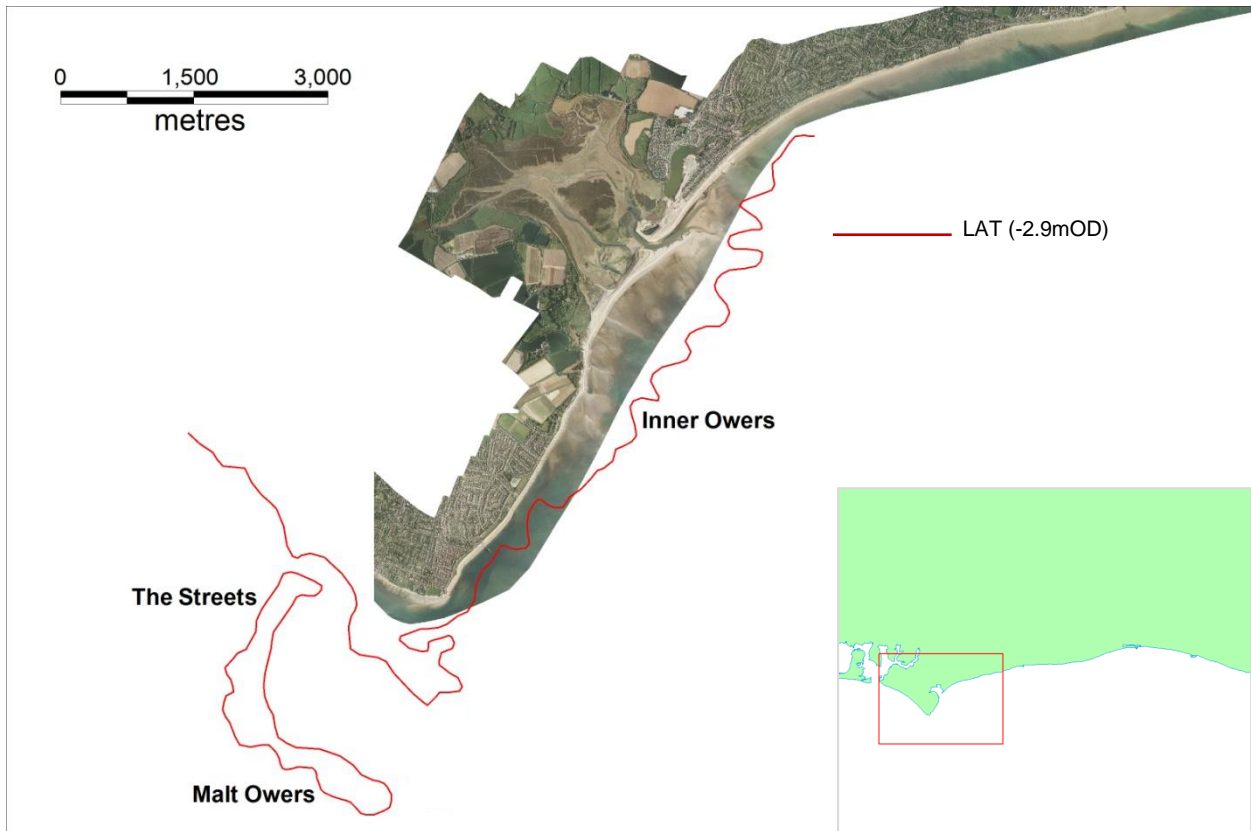 0 1,500 3,000
metres
LAT (-2.9mOD)
Inner Owers
The Streets
Malt Owers